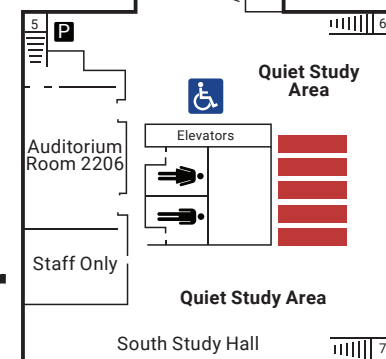 5
P
6
Quiet Study
Area
Elevators
Auditorium
Room 2206
Staff Only
Quiet Study Area
South Study Hall
7